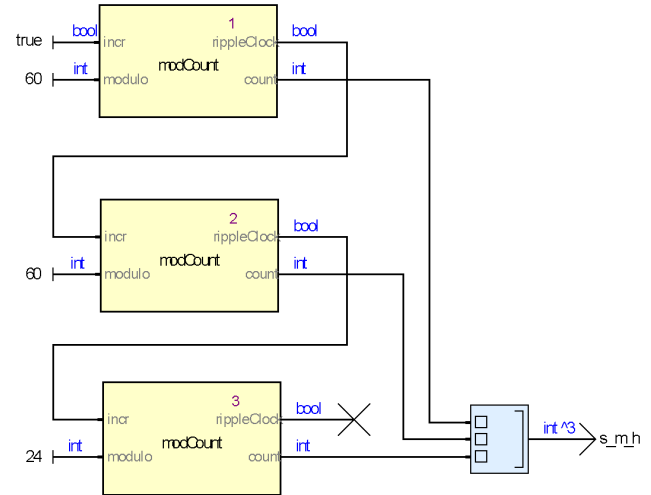 1
true bool incr rippleClock bool
modCount
60 int modulo count int
2
incr rippleClock bool
modCount
60 int modulo count int
3
incr rippleClock bool
modCount
24 int modulo count int
int ^3 s_m_h